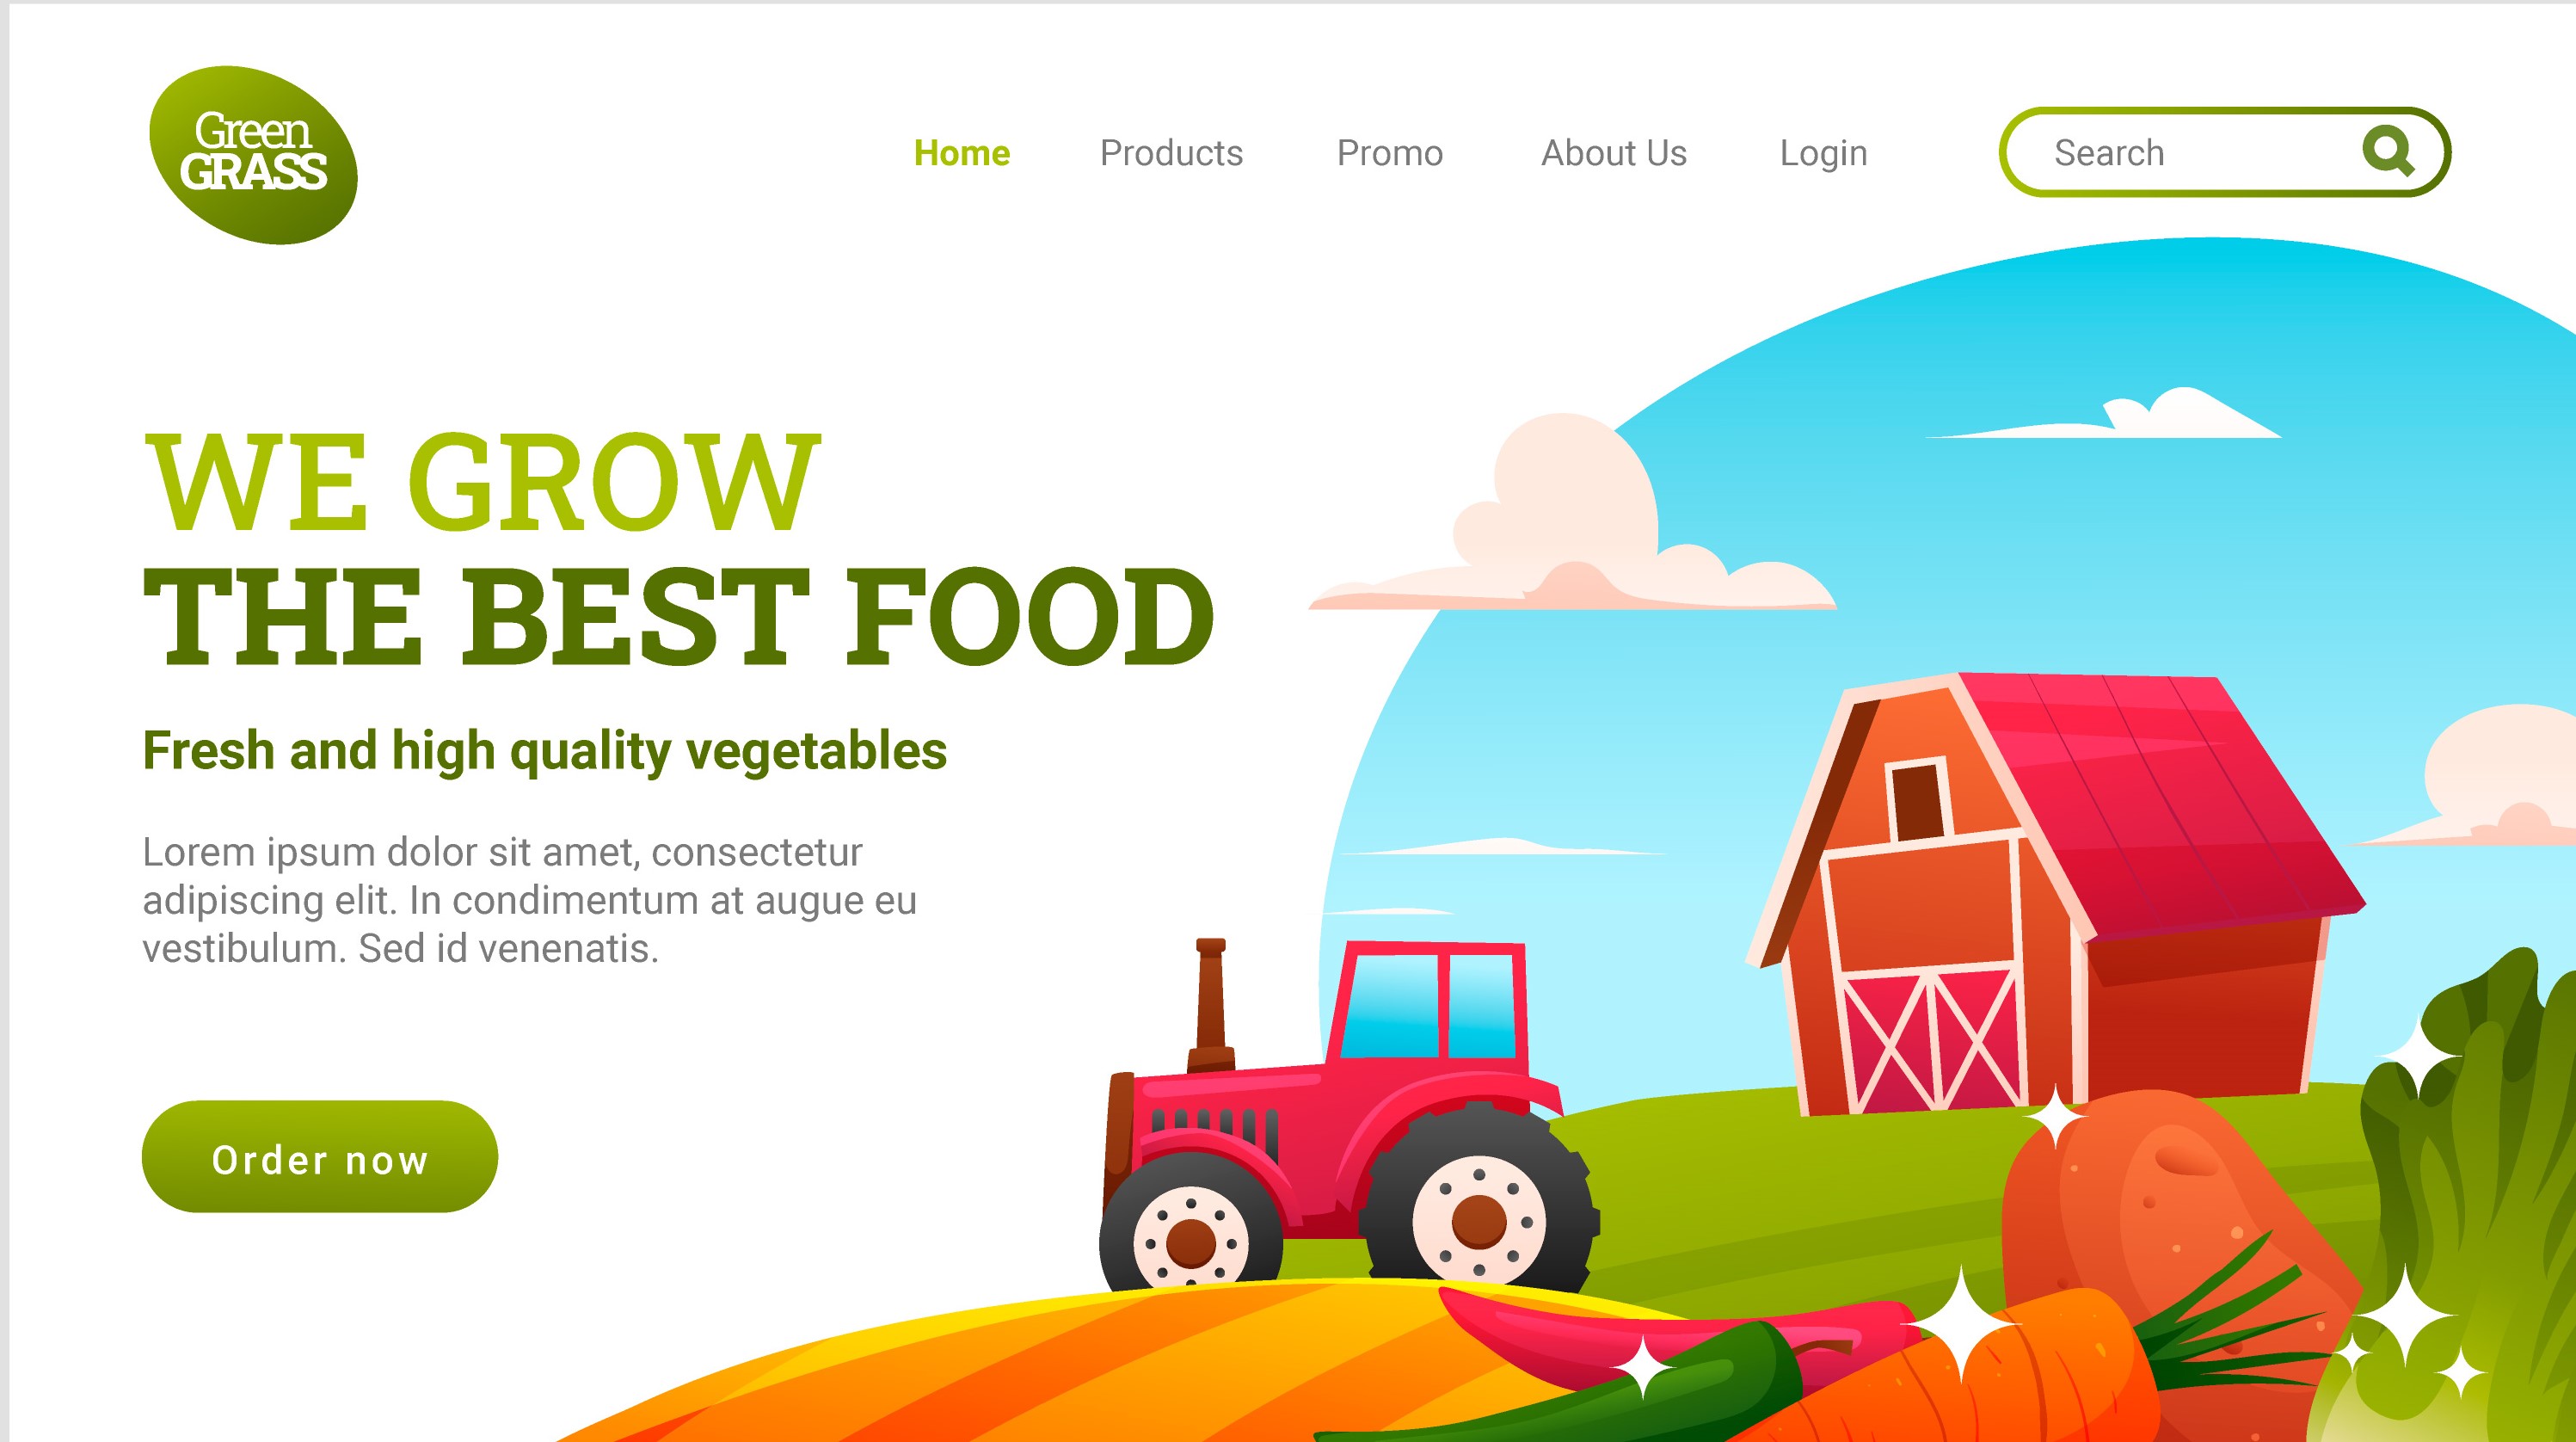 Green
GRASS
Home Products Promo About Us Login Search
WE GROW
THE BEST FOOD
Fresh and high quality vegetables
Lorem ipsum dolor sit amet, consectetur
adipiscing elit. In condimentum at augue eu
vestibulum. Sed id venenatis.
Order now